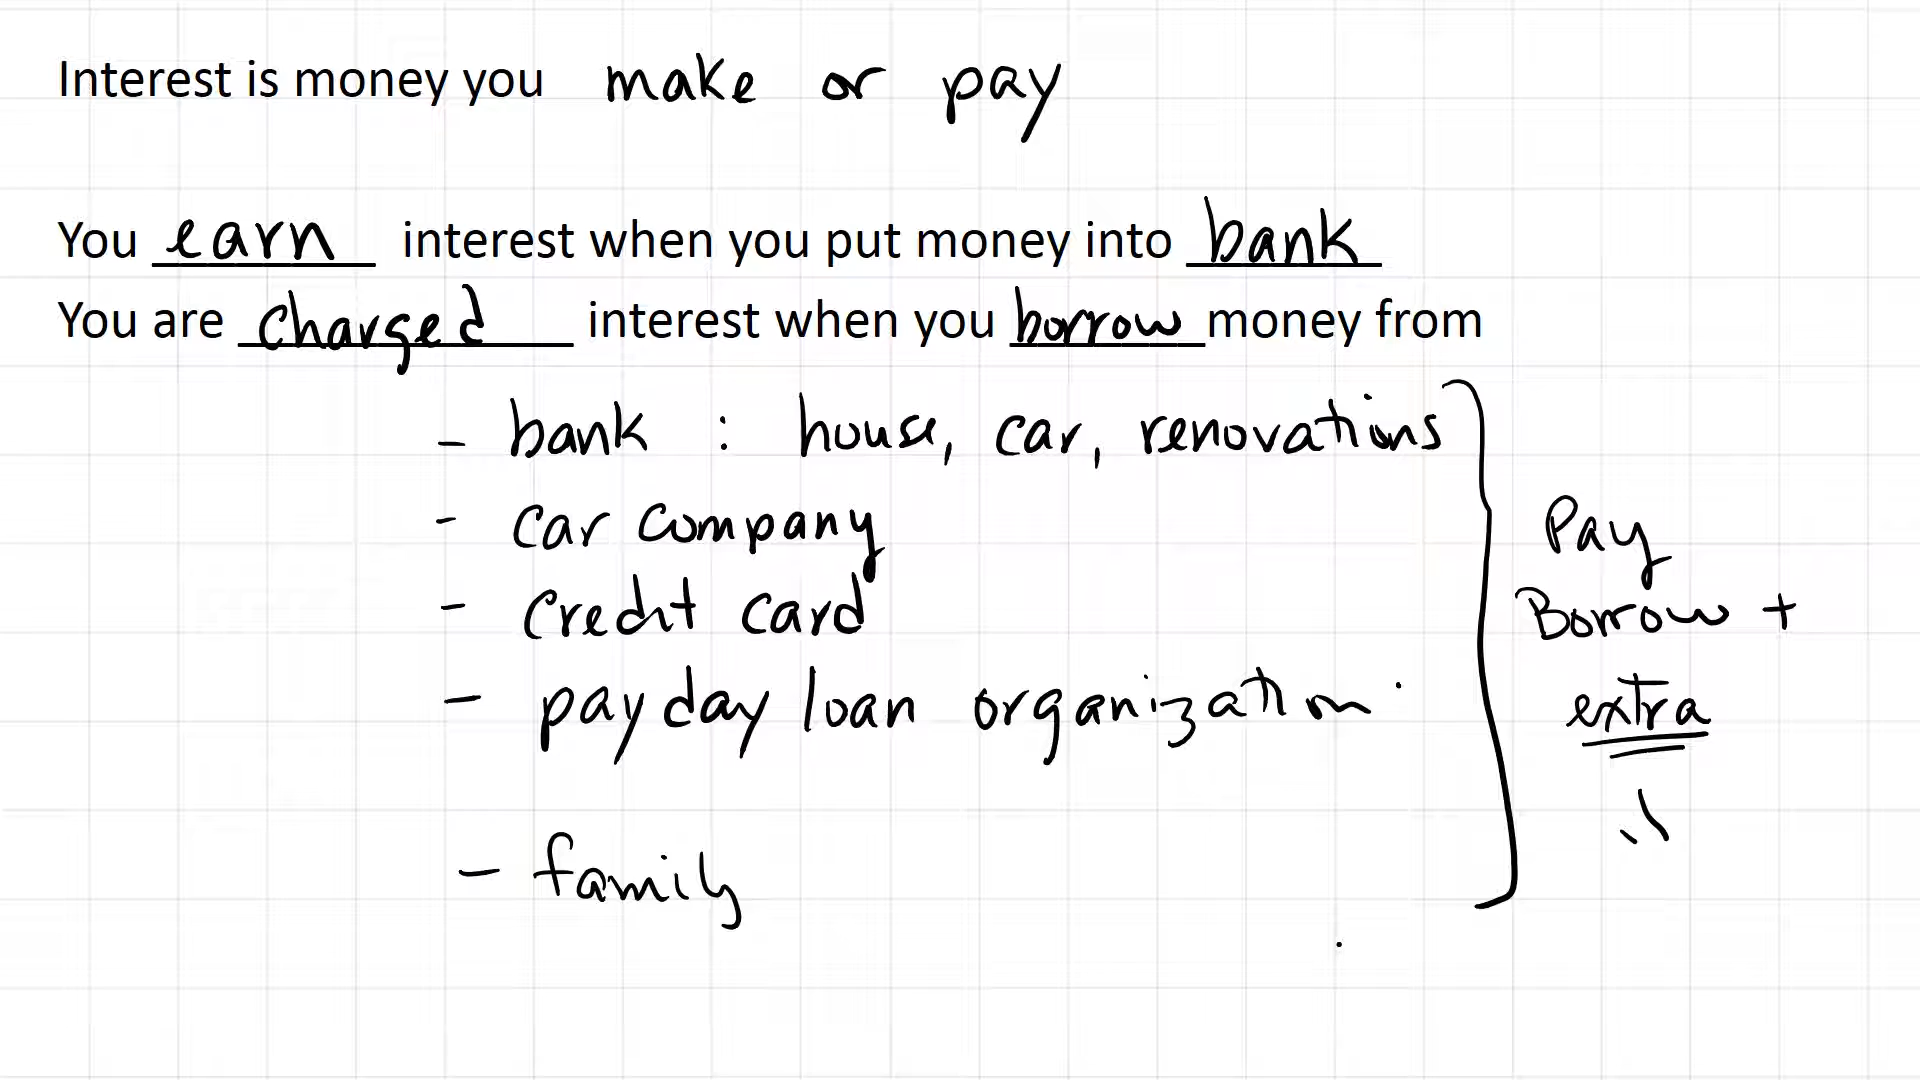 Interest is money you make or pay
You earn interest when you put money into bank
You are charged interest when you borrow money from
- bank : house, car, renovations
- car company
- credit card
- payday loan organization
- family
Pay
Borrow +
extra